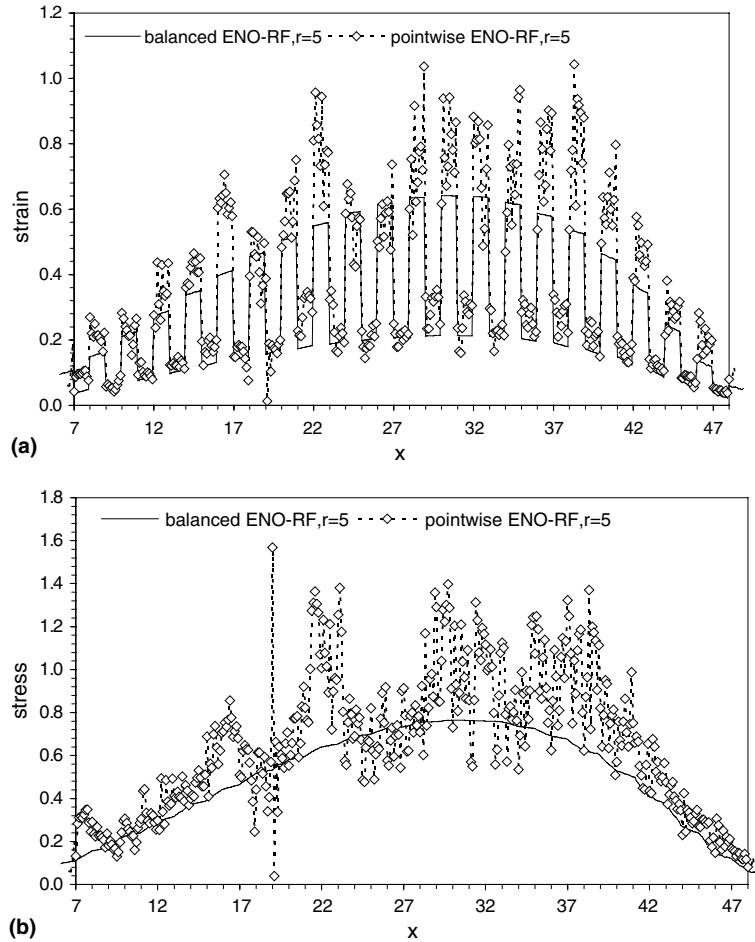 1.2
balanced ENO-RF,r=5 pointwise ENO-RF,r=5
1.0
0.8
0.6
0.4
0.2
0.0
strain
7 12 17 22 27 32 37 42 47
(a)
x
1.8
balanced ENO-RF,r=5 pointwise ENO-RF,r=5
1.6
1.4
1.2
1.0
0.8
0.6
0.4
0.2
0.0
stress
7 12 17 22 27 32 37 42 47
(b)
x